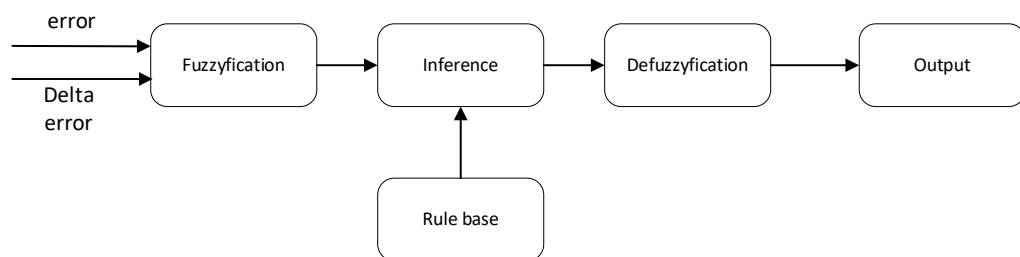 error
Fuzzyfication
Inference
Defuzzyfication
Output
Delta
error
Rule base